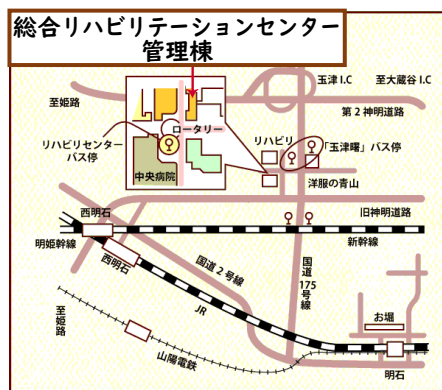 総合リハビリテーションセンター
管理棟
玉津 I.C
至大蔵谷 I.C
至姫路
第2神明道路
ロータリー
リハビリセンター
バス停
中央病院
リハビリ
「玉津曙」バス停
洋服の青山
旧神明道路
西明石
明姫幹線
新幹線
西明石
国道2号線
国道
175
号線
至姫路
JR
お堀
山陽電鉄
明石